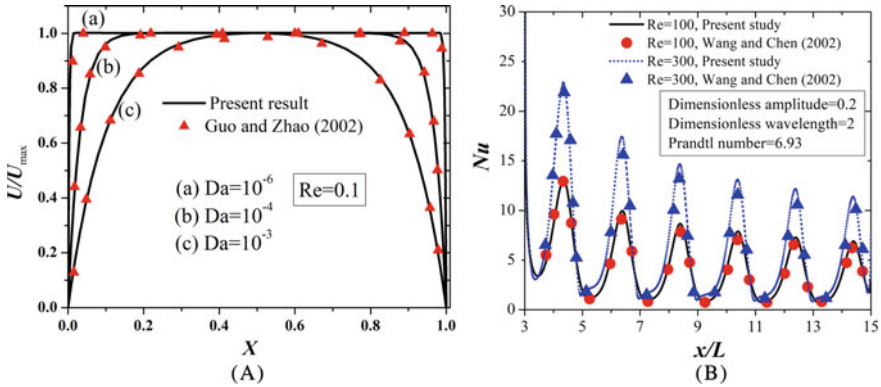 (a)
(b)
(c)
1.0
0.8
0.6
0.4
0.2
0.0
U/U_max
Present result
Guo and Zhao (2002)
(a) Da=10^-6
(b) Da=10^-4
(c) Da=10^-3
Re=0.1
0.0 0.2 0.4 0.6 0.8 1.0
X
(A)
30
25
20
15
10
5
0
Nu
Re=100, Present study
Re=100, Wang and Chen (2002)
Re=300, Present study
Re=300, Wang and Chen (2002)
Dimensionless amplitude=0.2
Dimensionless wavelength=2
Prandtl number=6.93
3 5 7 9 11 13 15
x/L
(B)